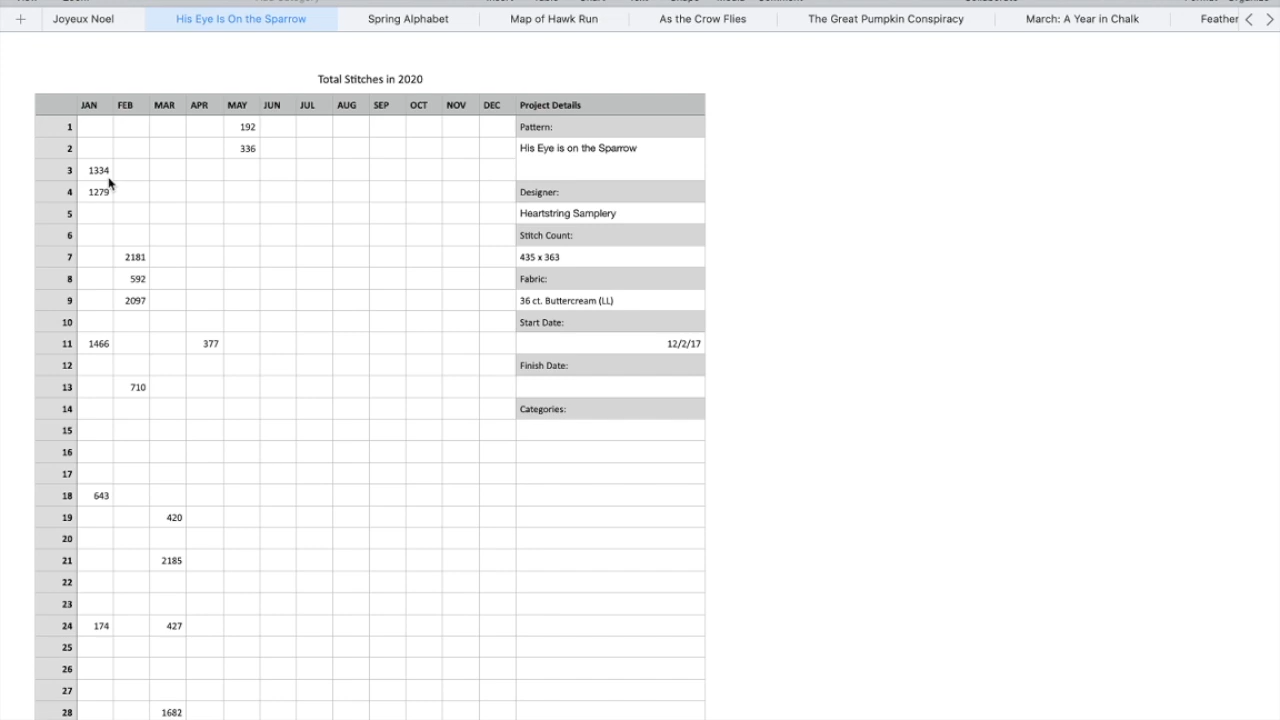 Joyeux Noel His Eye Is On the Sparrow Spring Alphabet Map of Hawk Run As the Crow Flies The Great Pumpkin Conspiracy March: A Year in Chalk Feather
Total Stitches in 2020
JAN FEB MAR APR MAY JUN JUL AUG SEP OCT NOV DEC Project Details
1 192 Pattern:
2 336 His Eye is on the Sparrow
3 1334
4 1279 Designer:
5 Heartstring Samplery
6 Stitch Count:
7 2181 435 x 363
8 592 Fabric:
9 2097 36 ct. Buttercream (LL)
10 Start Date:
11 1466 377 12/2/17
12 Finish Date:
13 710
14 Categories:
15
16
17
18 643
19 420
20
21 2185
22
23
24 174 427
25
26
27
28 1682